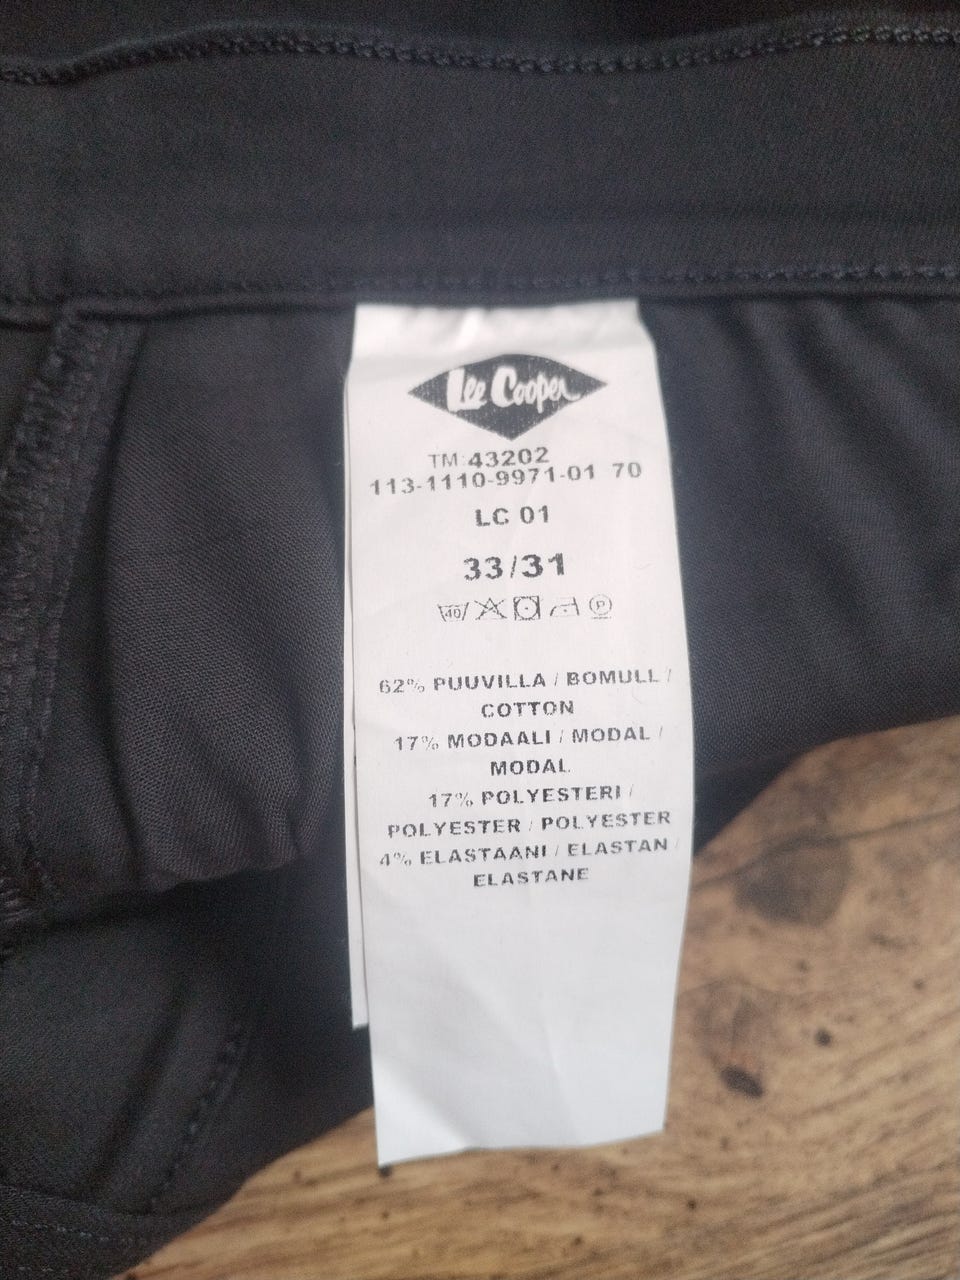 Lee Cooper
TM:43202
113-1110-9971-01 70
LC 01
33/31
40 P
62% PUUVILLA / BOMULL /
COTTON
17% MODAALI / MODAL /
MODAL
17% POLYESTERI /
POLYESTER / POLYESTER
4% ELASTAANI / ELASTAN /
ELASTANE